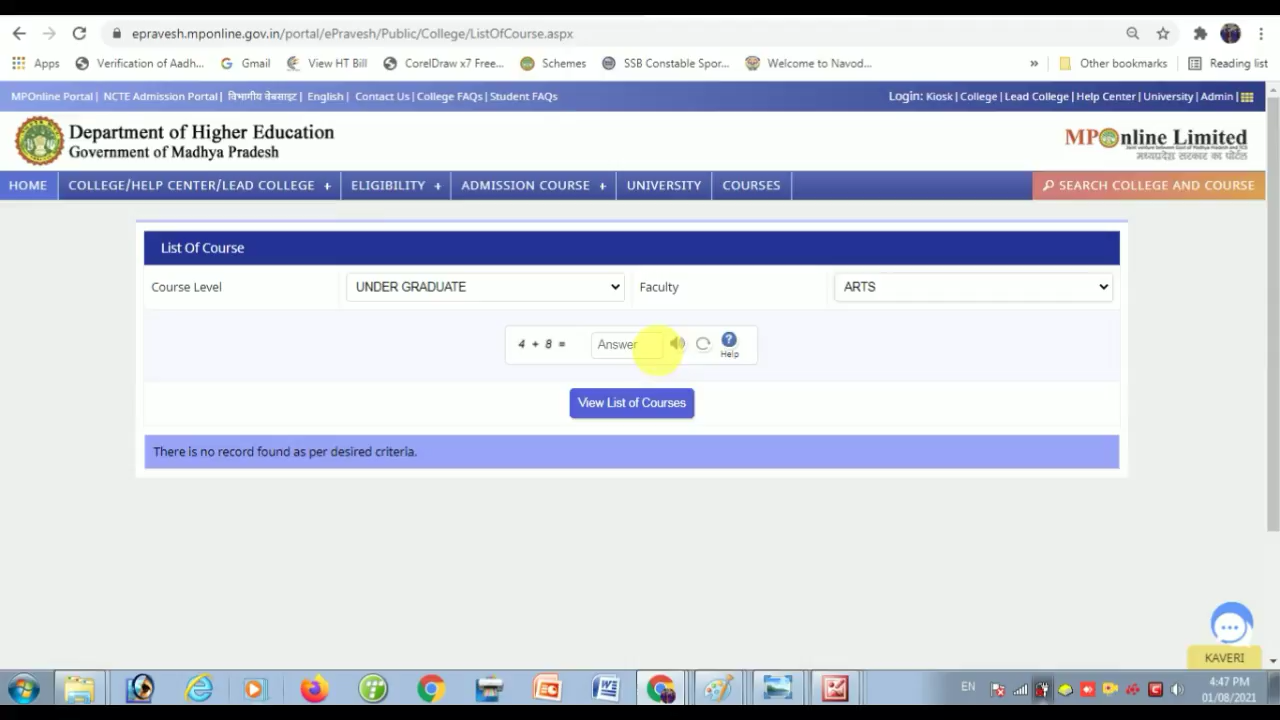 epravesh.mponline.gov.in/portal/ePravesh/Public/College/ListOfCourse.aspx
Apps Verification of Aadh... Gmail View HT Bill CorelDraw x7 Free... Schemes SSB Constable Spor... Welcome to Navod... » Other bookmarks Reading list
MPOnline Portal| NCTE Admission Portal| विभागीय वेबसाइट| English| Contact Us| College FAQs| Student FAQs Login: Kiosk| College| Lead College| Help Center| University| Admin|
Department of Higher Education
Government of Madhya Pradesh
MPOnline Limited
मध्यप्रदेश सरकार का पोर्टल
HOME COLLEGE/HELP CENTER/LEAD COLLEGE + ELIGIBILITY + ADMISSION COURSE + UNIVERSITY COURSES SEARCH COLLEGE AND COURSE
List Of Course
Course Level UNDER GRADUATE Faculty ARTS
4 + 8 = Answer ? Help
View List of Courses
There is no record found as per desired criteria.
KAVERI
EN 4:47 PM
01/08/2021